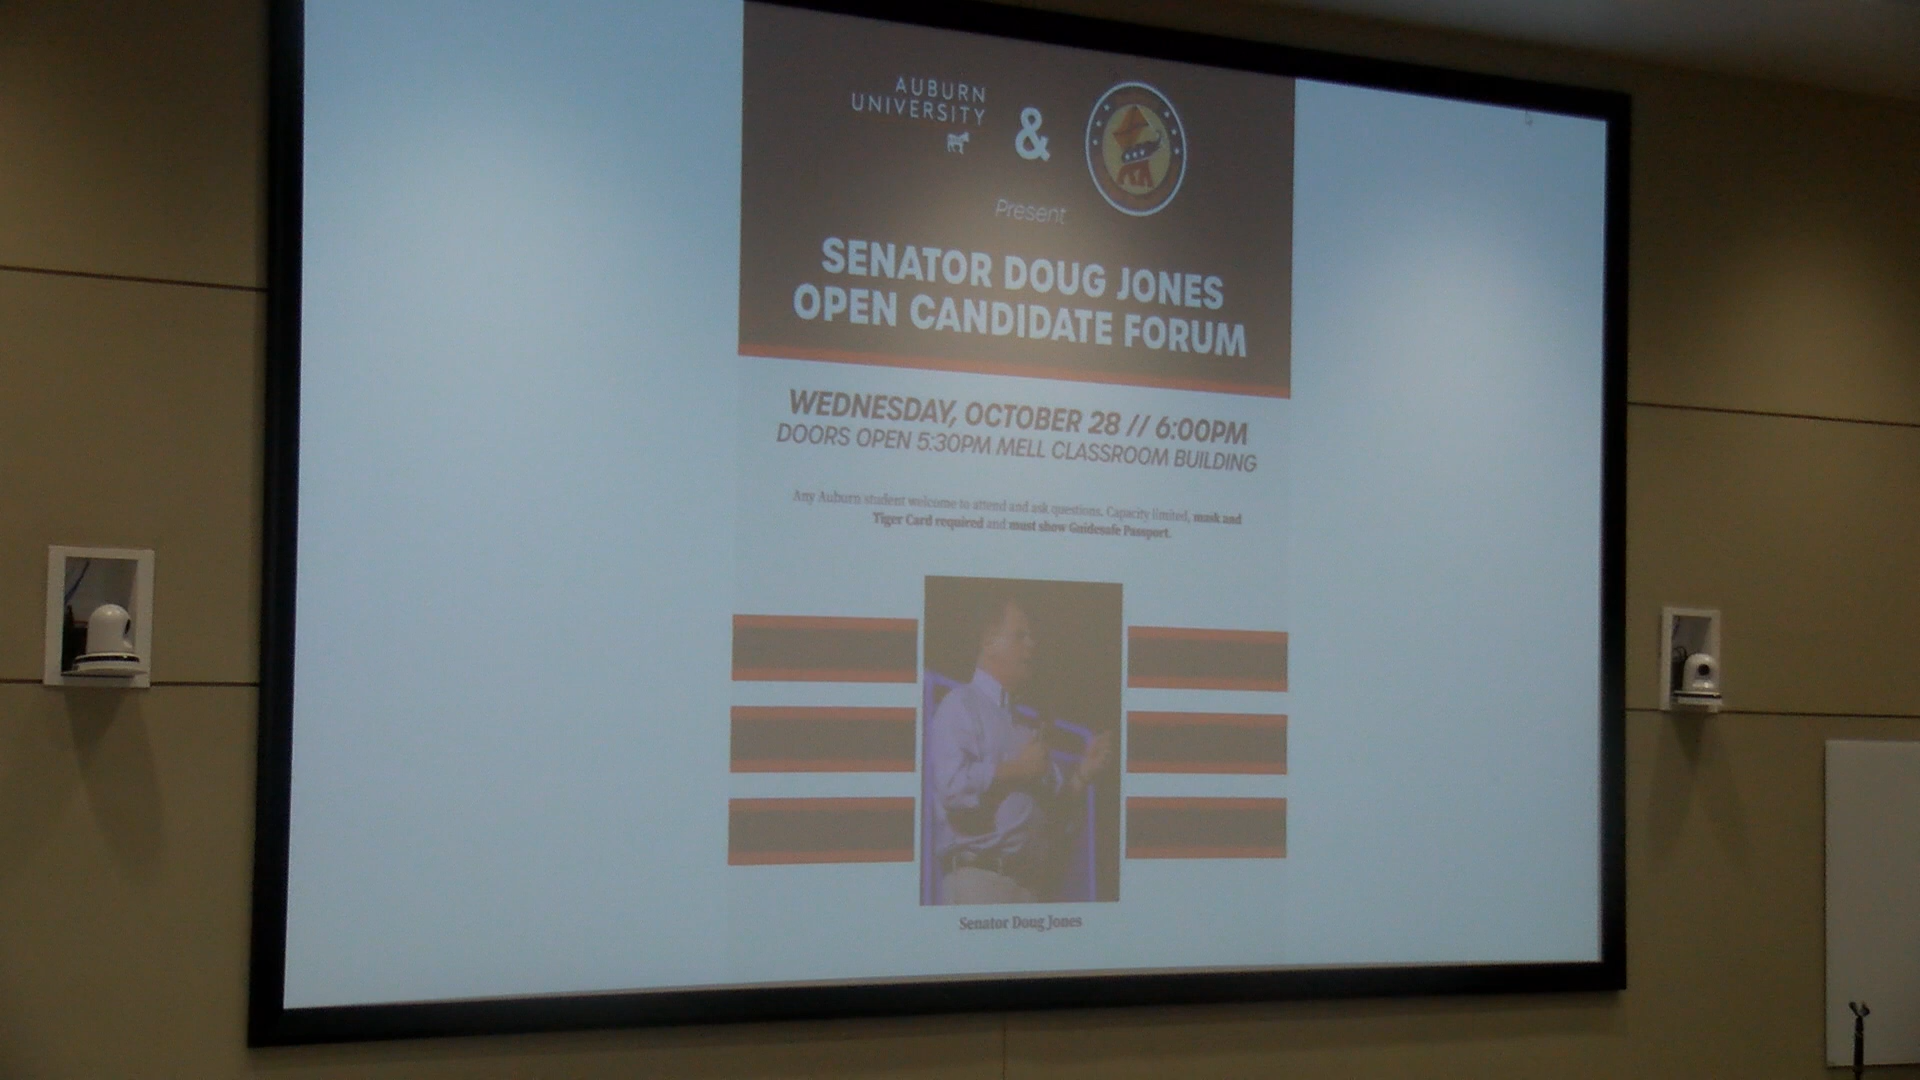 AUBURN
UNIVERSITY
&
Present
SENATOR DOUG JONES
OPEN CANDIDATE FORUM
WEDNESDAY, OCTOBER 28 // 6:00PM
DOORS OPEN 5:30PM MELL CLASSROOM BUILDING
Any Auburn student welcome to attend and ask questions. Capacity limited, mask and
Tiger Card required and must show Guidesafe Passport.
Senator Doug Jones